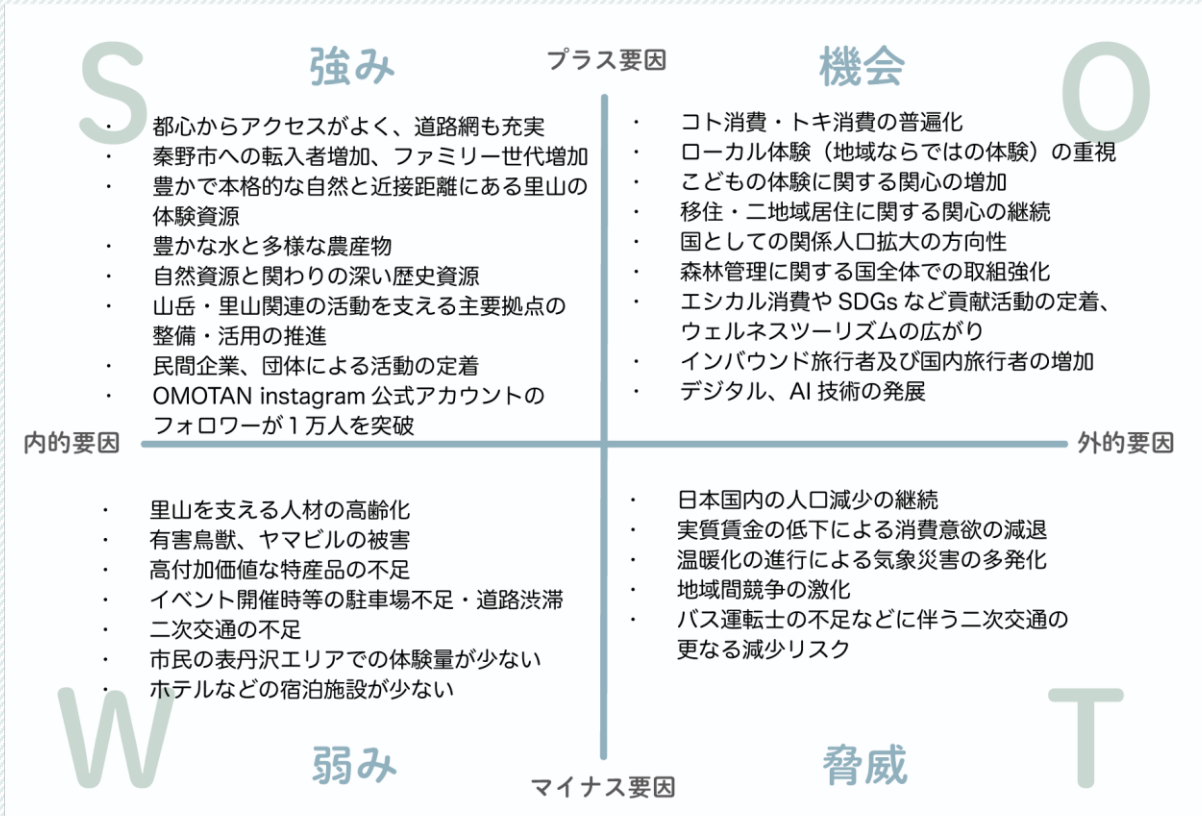 プラス要因
S
強み
・ 都心からアクセスがよく、道路網も充実
・ 秦野市への転入者増加、ファミリー世代増加
・ 豊かで本格的な自然と近接距離にある里山の
体験資源
・ 豊かな水と多様な農産物
・ 自然資源と関わりの深い歴史資源
・ 山岳・里山関連の活動を支える主要拠点の
整備・活用の推進
・ 民間企業、団体による活動の定着
・ OMOTAN instagram 公式アカウントの
フォロワーが１万人を突破
機会
O
・ コト消費・トキ消費の普遍化
・ ローカル体験（地域ならではの体験）の重視
・ こどもの体験に関する関心の増加
・ 移住・二地域居住に関する関心の継続
・ 国としての関係人口拡大の方向性
・ 森林管理に関する国全体での取組強化
・ エシカル消費や SDGs など貢献活動の定着、
ウェルネスツーリズムの広がり
・ インバウンド旅行者及び国内旅行者の増加
・ デジタル、AI 技術の発展
内的要因
外的要因
・ 里山を支える人材の高齢化
・ 有害鳥獣、ヤマビルの被害
・ 高付加価値な特産品の不足
・ イベント開催時等の駐車場不足・道路渋滞
・ 二次交通の不足
・ 市民の表丹沢エリアでの体験量が少ない
・ ホテルなどの宿泊施設が少ない
W
弱み
・ 日本国内の人口減少の継続
・ 実質賃金の低下による消費意欲の減退
・ 温暖化の進行による気象災害の多発化
・ 地域間競争の激化
・ バス運転士の不足などに伴う二次交通の
更なる減少リスク
脅威
T
マイナス要因